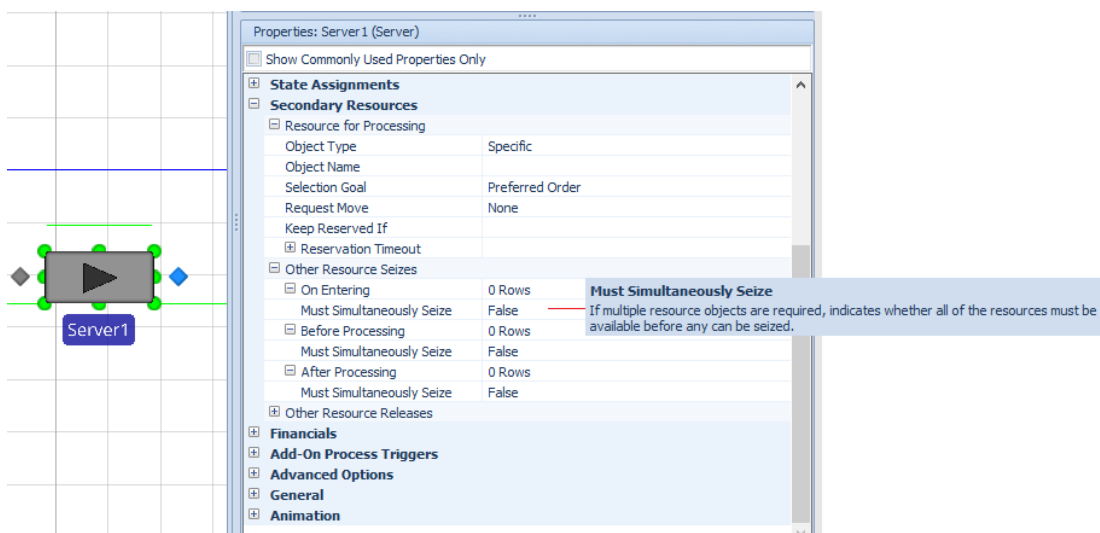 Properties: Server1 (Server)
Show Commonly Used Properties Only
State Assignments
Secondary Resources
Resource for Processing
Object Type Specific
Object Name
Selection Goal Preferred Order
Request Move None
Keep Reserved If
Reservation Timeout
Other Resource Seizes
On Entering 0 Rows
Must Simultaneously Seize False
Before Processing 0 Rows
Must Simultaneously Seize False
After Processing 0 Rows
Must Simultaneously Seize False
Other Resource Releases
Financials
Add-On Process Triggers
Advanced Options
General
Animation
Must Simultaneously Seize
If multiple resource objects are required, indicates whether all of the resources must be
available before any can be seized.
Server1